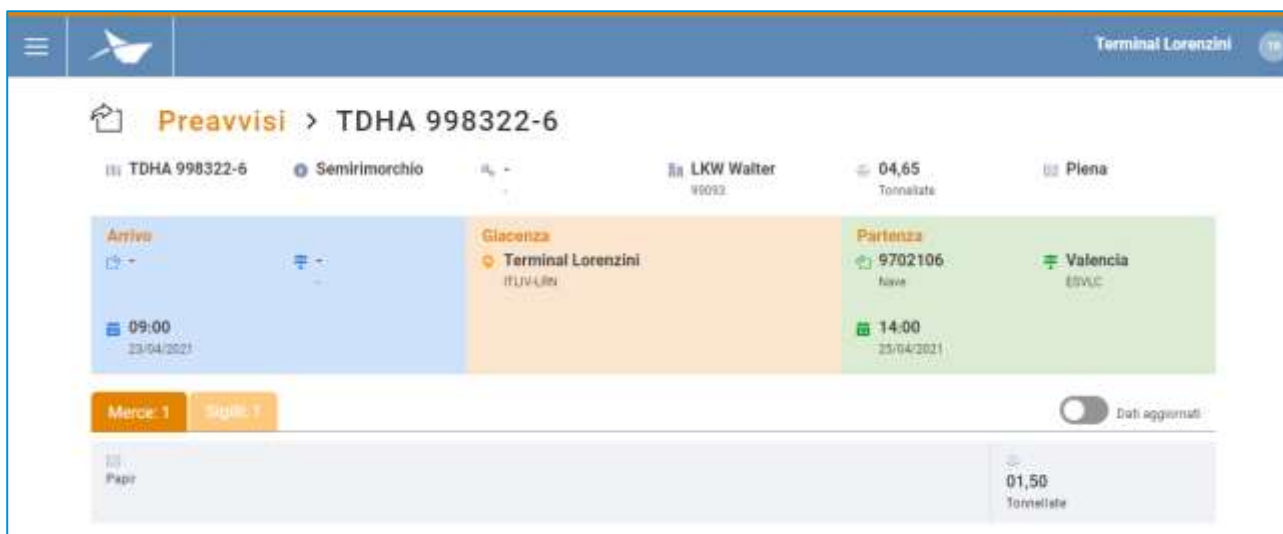 Terminal Lorenzini
Preavvisi > TDHA 998322-6
TDHA 998322-6
Semirimorchio
-
-
LKW Walter
99093
04,65
Tonnellate
Piena
Arrivo
-
-
-
09:00
23/04/2021
Giacenza
Terminal Lorenzini
ITLIV-LRN
Partenza
9702106
Nave
Valencia
ESVLC
14:00
25/04/2021
Merce: 1
Sigilli: 1
Dati aggiornati
Papir
01,50
Tonnellate